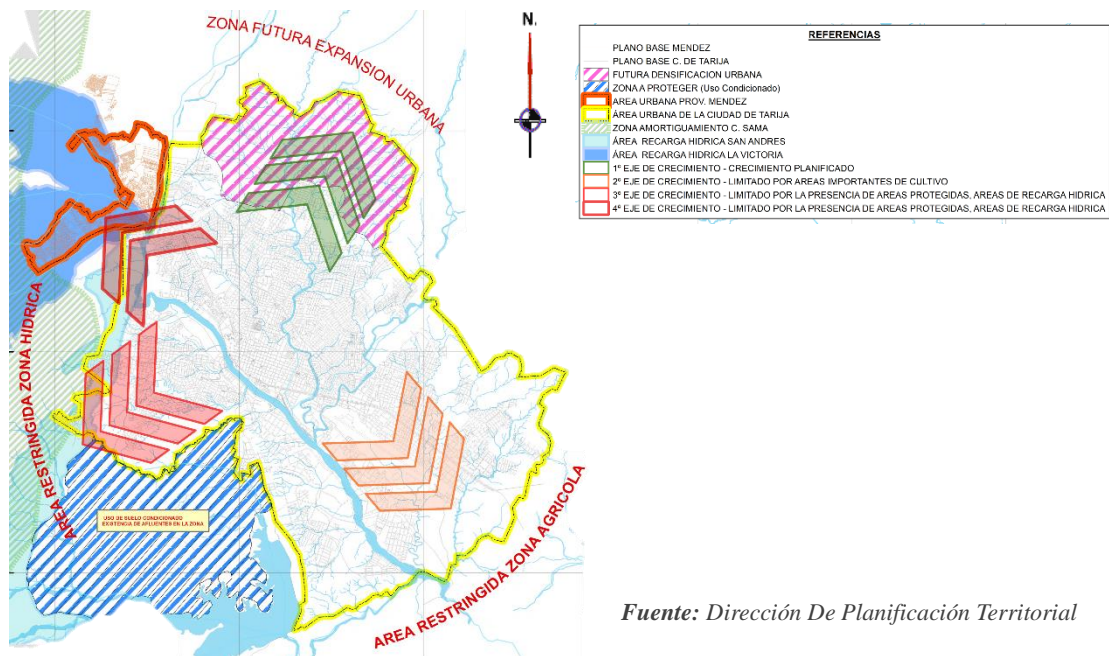 ZONA FUTURA EXPANSION URBANA
N.
REFERENCIAS
PLANO BASE MENDEZ
PLANO BASE C. DE TARIJA
FUTURA DENSIFICACION URBANA
ZONA A PROTEGER (Uso Condicionado)
AREA URBANA PROV. MENDEZ
ÁREA URBANA DE LA CIUDAD DE TARIJA
ZONA AMORTIGUAMIENTO C. SAMA
ÁREA RECARGA HIDRICA SAN ANDRES
ÁREA RECARGA HIDRICA LA VICTORIA
1º EJE DE CRECIMIENTO - CRECIMIENTO PLANIFICADO
2º EJE DE CRECIMIENTO - LIMITADO POR AREAS IMPORTANTES DE CULTIVO
3º EJE DE CRECIMIENTO - LIMITADO POR LA PRESENCIA DE AREAS PROTEGIDAS, AREAS DE RECARGA HIDRICA
4º EJE DE CRECIMIENTO - LIMITADO POR LA PRESENCIA DE AREAS PROTEGIDAS, AREAS DE RECARGA HIDRICA
AREA RESTRINGIDA ZONA HIDRICA
USO DE SUELO CONDICIONADO
EXISTENCIA DE AFLUENTES EN LA ZONA
AREA RESTRINGIDA ZONA AGRICOLA
Fuente: Dirección De Planificación Territorial